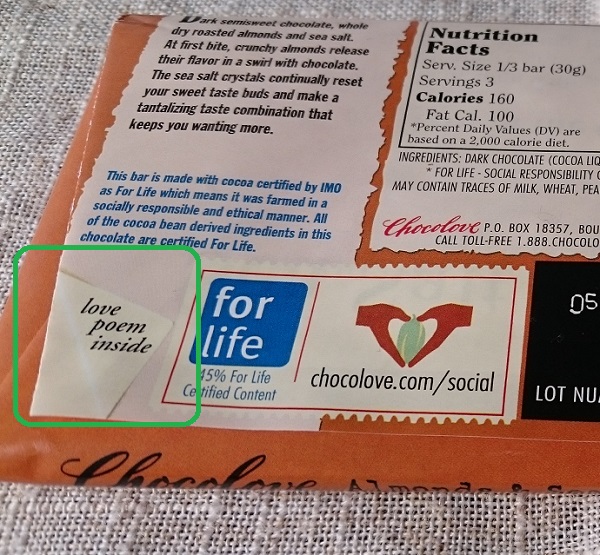 Dark semisweet chocolate, whole
dry roasted almonds and sea salt.
At first bite, crunchy almonds release
their flavor in a swirl with chocolate.
The sea salt crystals continually reset
your sweet taste buds and make a
tantalizing taste combination that
keeps you wanting more.
This bar is made with cocoa certified by IMO
as For Life which means it was farmed in a
socially responsible and ethical manner. All
of the cocoa bean derived ingredients in this
chocolate are certified For Life.
Nutrition
Facts
Serv. Size 1/3 bar (30g)
Servings 3
Calories 160
Fat Cal. 100
*Percent Daily Values (DV) are
based on a 2,000 calorie diet.
INGREDIENTS: DARK CHOCOLATE (COCOA LIQ
* FOR LIFE - SOCIAL RESPONSIBILITY
MAY CONTAIN TRACES OF MILK, WHEAT, PEA
Chocolove P.O. BOX 18357, BOU
CALL TOLL-FREE 1.888.CHOCOLO
love
poem
inside
for
life
45% For Life
Certified Content
chocolove.com/social
05
LOT NU
Chocolove Almonds & S